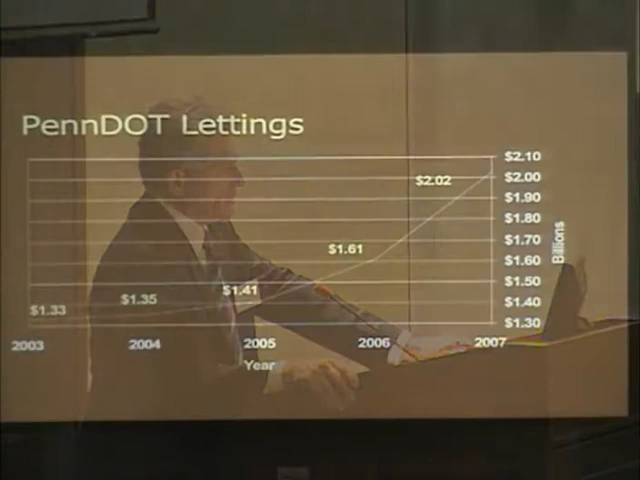 PennDOT Lettings
$2.10
$2.02 $2.00
$1.90
$1.80
$1.70
$1.61 $1.60
$1.50
$1.41
$1.35 $1.40
$1.33 $1.30
Billions
2003 2004 2005 2006 2007
Year